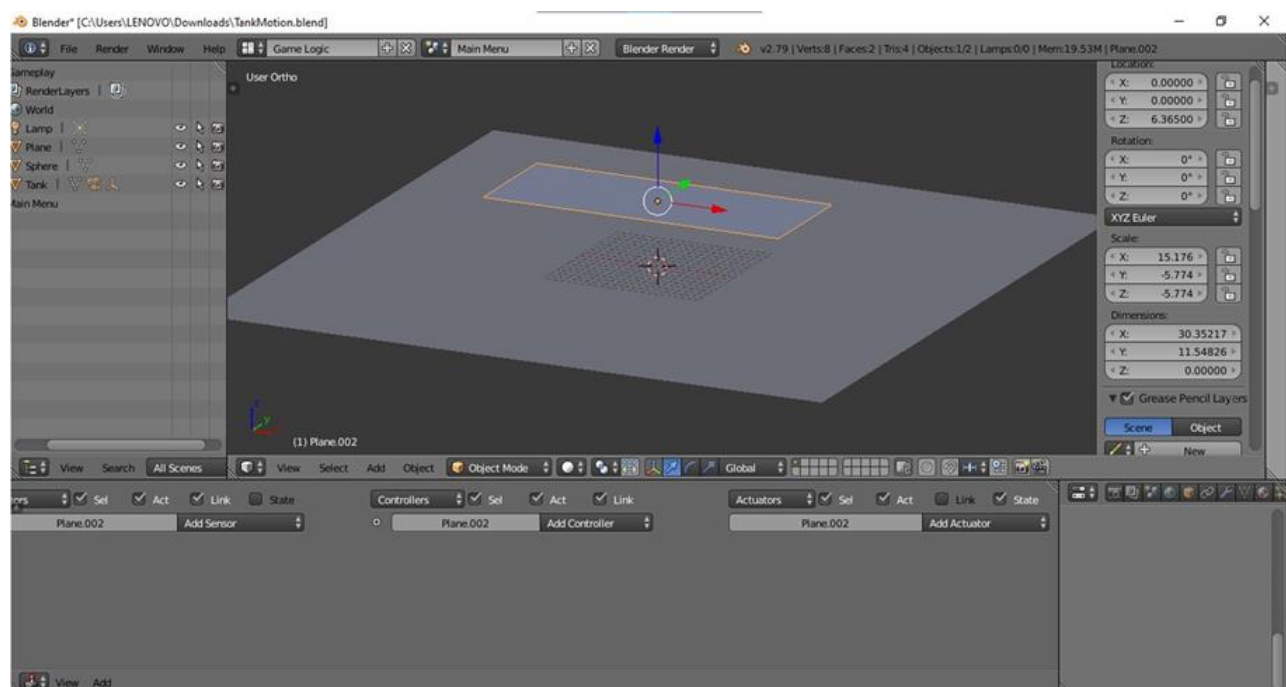 Blender* [C:\Users\LENOVO\Downloads\TankMotion.blend]
File Render Window Help Game Logic Main Menu Blender Render v2.79 | Verts:8 | Faces:2 | Tris:4 | Objects:1/2 | Lamps:0/0 | Mem:19.53M | Plane.002
Gameplay
RenderLayers |
World
Lamp |
Plane |
Sphere |
Tank |
Main Menu
View Search All Scenes
User Ortho
(1) Plane.002
View Select Add Object Object Mode Global
Location:
X: 0.00000
Y: 0.00000
Z: 6.36500
Rotation:
X: 0°
Y: 0°
Z: 0°
XYZ Euler
Scale:
X: 15.176
Y: -5.774
Z: -5.774
Dimensions:
X: 30.35217
Y: 11.54826
Z: 0.00000
Grease Pencil Layers
Scene Object
New
ors Sel Act Link State
Plane.002 Add Sensor
Controllers Sel Act Link
Plane.002 Add Controller
Actuators Sel Act Link State
Plane.002 Add Actuator
View Add